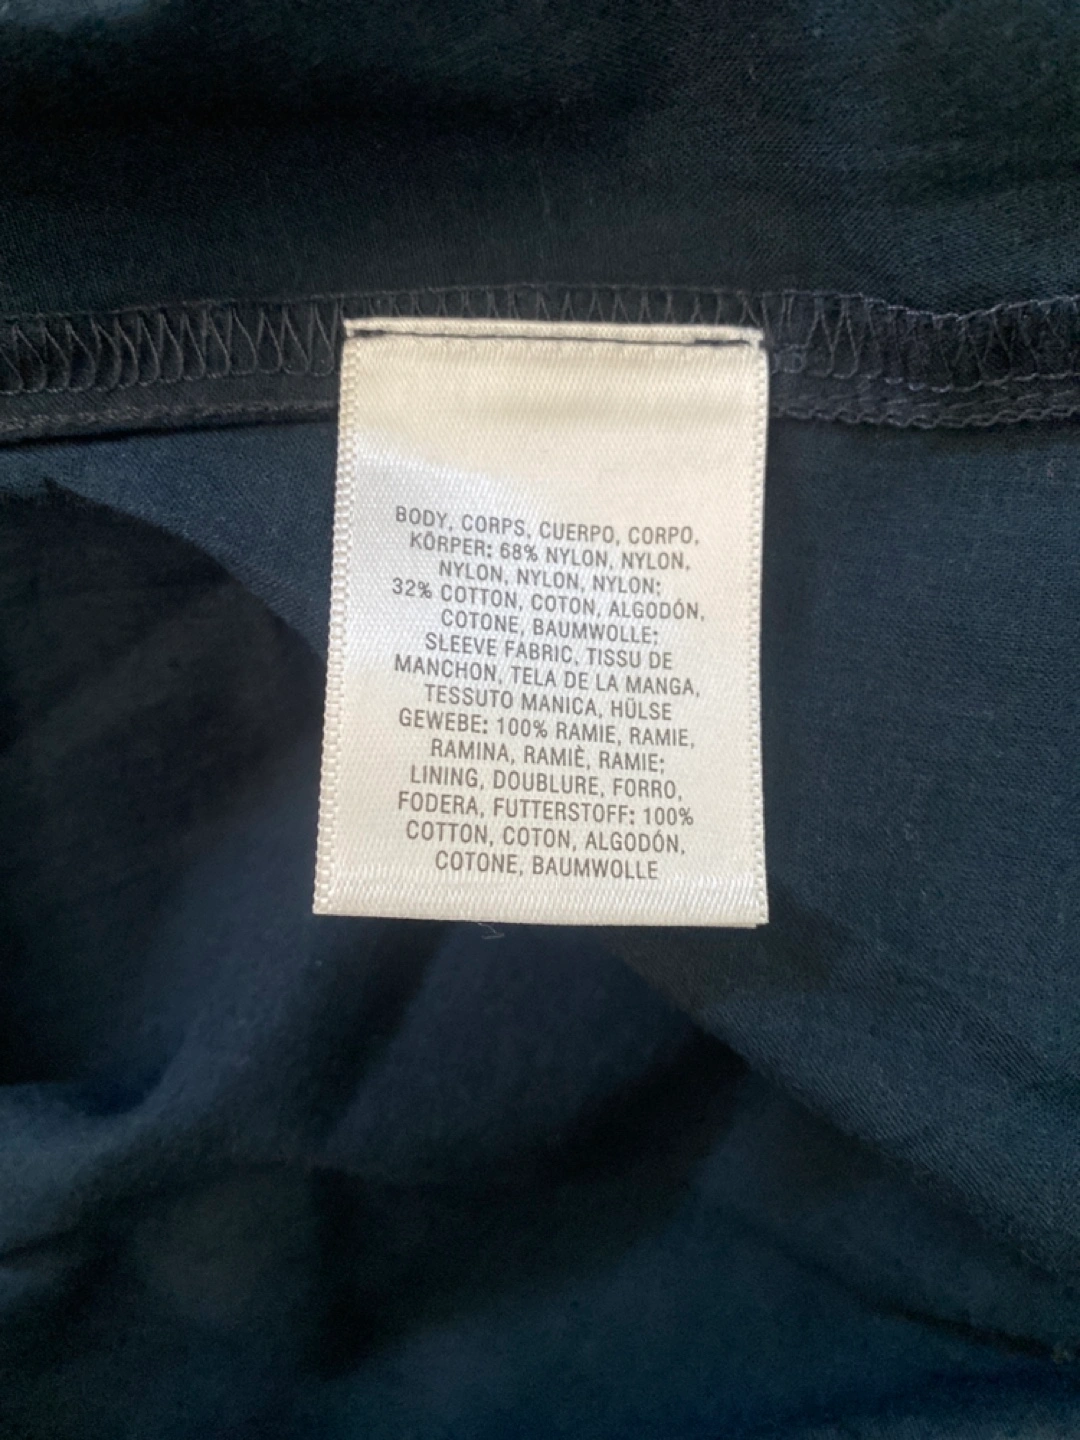 BODY, CORPS, CUERPO, CORPO,
KÖRPER: 68% NYLON, NYLON,
NYLON, NYLON, NYLON;
32% COTTON, COTON, ALGODÓN,
COTONE, BAUMWOLLE;
SLEEVE FABRIC, TISSU DE
MANCHON, TELA DE LA MANGA,
TESSUTO MANICA, HÜLSE
GEWEBE: 100% RAMIE, RAMIE,
RAMINA, RAMIÈ, RAMIE;
LINING, DOUBLURE, FORRO,
FODERA, FUTTERSTOFF: 100%
COTTON, COTON, ALGODÓN,
COTONE, BAUMWOLLE